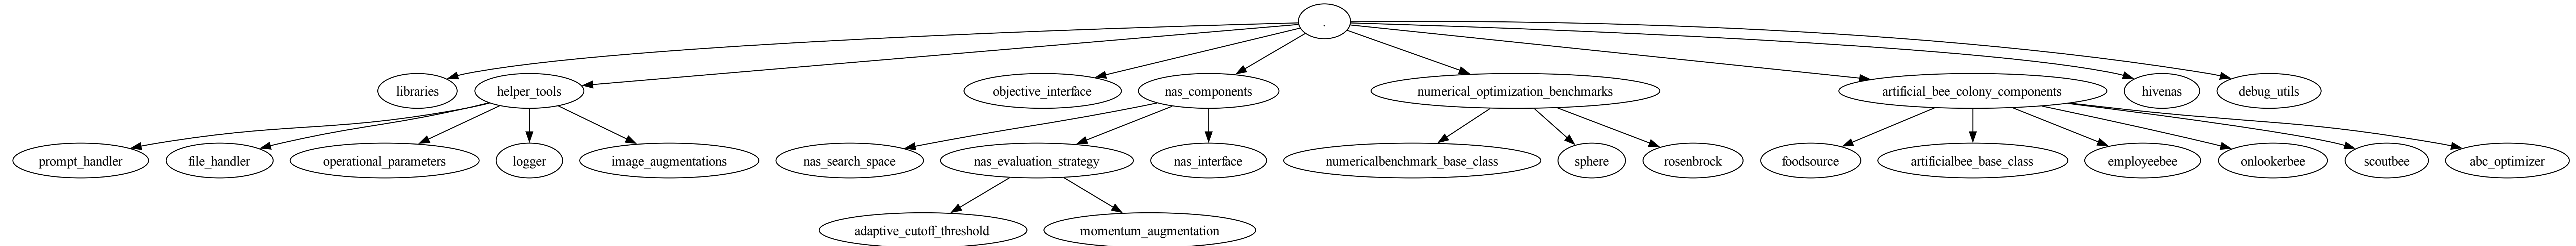 .
libraries
helper_tools
objective_interface
nas_components
numerical_optimization_benchmarks
artificial_bee_colony_components
hivenas
debug_utils
prompt_handler
file_handler
operational_parameters
logger
image_augmentations
nas_search_space
nas_evaluation_strategy
nas_interface
numericalbenchmark_base_class
sphere
rosenbrock
foodsource
artificialbee_base_class
employeebee
onlookerbee
scoutbee
abc_optimizer
adaptive_cutoff_threshold
momentum_augmentation